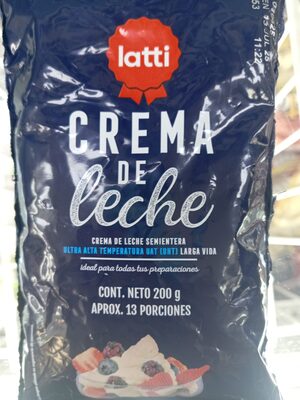 latti
CREMA
DE
leche
CREMA DE LECHE SEMIENTERA
ULTRA ALTA TEMPERATURA UAT (UHT) LARGA VIDA
ideal para todas tus preparaciones
CONT. NETO 200 g
APROX. 13 PORCIONES